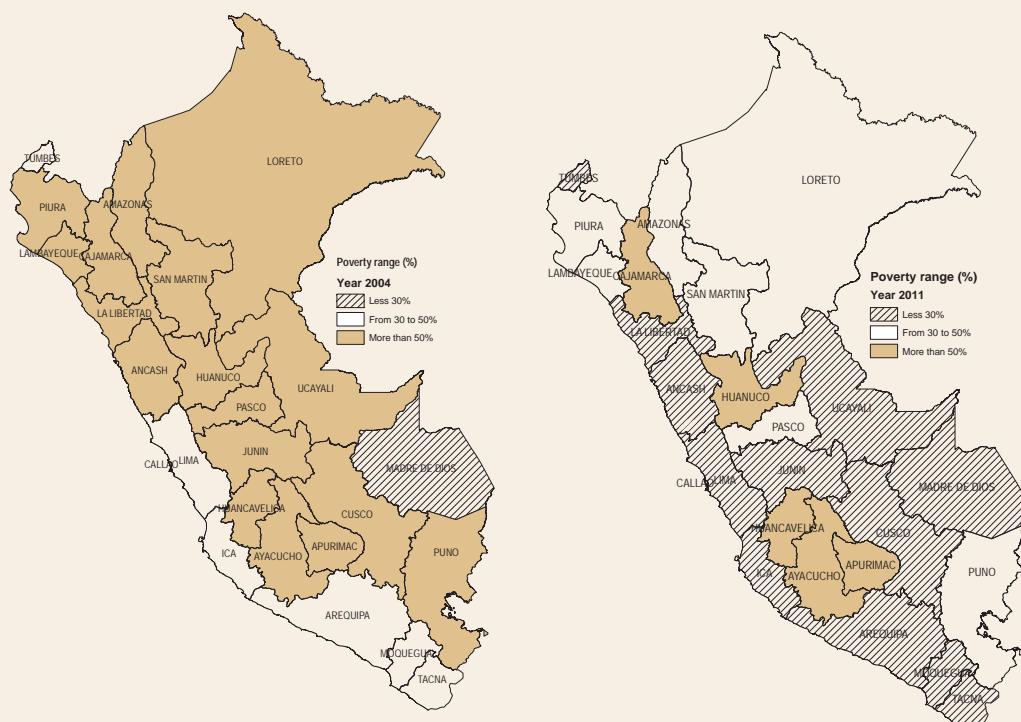 TUMBES
LORETO
PIURA
AMAZONAS
LAMBAYEQUE
CAJAMARCA
SAN MARTIN
LA LIBERTAD
ANCASH
HUANUCO
UCAYALI
PASCO
JUNIN
CALLAO
LIMA
MADRE DE DIOS
HUANCAVELICA
CUSCO
ICA
AYACUCHO
APURIMAC
PUNO
AREQUIPA
MOQUEGUA
TACNA
Poverty range (%)
Year 2004
Less 30%
From 30 to 50%
More than 50%
TUMBES
LORETO
PIURA
AMAZONAS
LAMBAYEQUE
CAJAMARCA
SAN MARTIN
LA LIBERTAD
ANCASH
HUANUCO
UCAYALI
PASCO
JUNIN
CALLAO
LIMA
MADRE DE DIOS
HUANCAVELICA
CUSCO
ICA
AYACUCHO
APURIMAC
PUNO
AREQUIPA
MOQUEGUA
TACNA
Poverty range (%)
Year 2011
Less 30%
From 30 to 50%
More than 50%